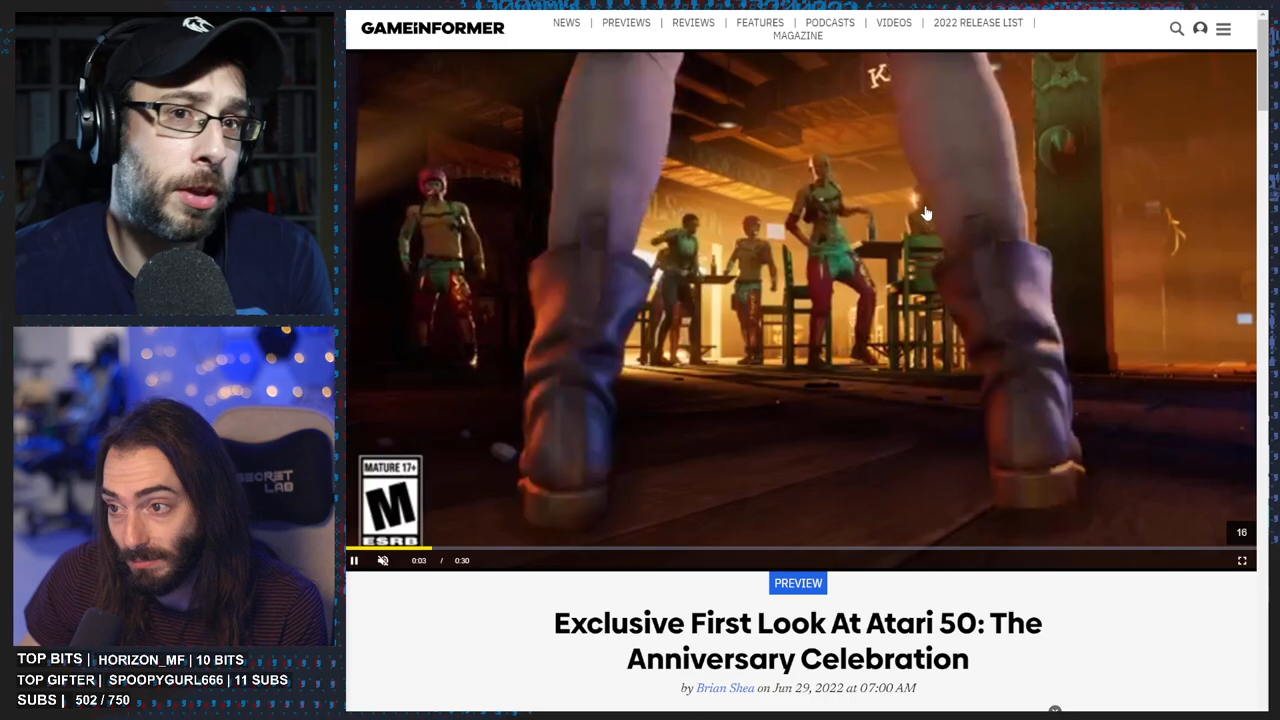 GAMEINFORMER
NEWS | PREVIEWS | REVIEWS | FEATURES | PODCASTS | VIDEOS | 2022 RELEASE LIST |
MAGAZINE
K
SECRET
LAB
MATURE 17+
M
ESRB
16
0:03 / 0:30
PREVIEW
Exclusive First Look At Atari 50: The
Anniversary Celebration
by Brian Shea on Jun 29, 2022 at 07:00 AM
TOP BITS | HORIZON_MF | 10 BITS
TOP GIFTER | SPOOPYGURL666 | 11 SUBS
SUBS | 502 / 750